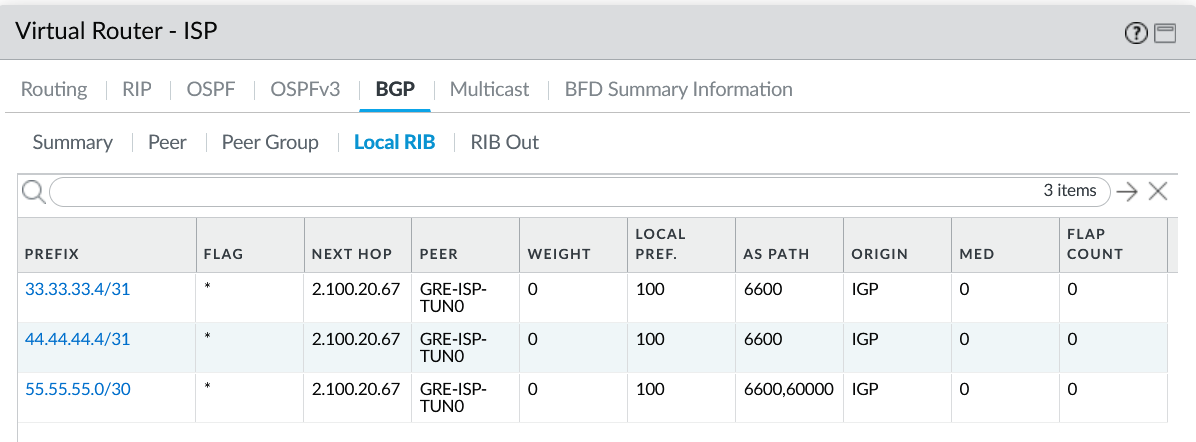 Virtual Router - ISP
Routing RIP OSPF OSPFv3 BGP Multicast BFD Summary Information
Summary Peer Peer Group Local RIB RIB Out
3 items
PREFIX FLAG NEXT HOP PEER WEIGHT LOCAL PREF. AS PATH ORIGIN MED FLAP COUNT
33.33.33.4/31 * 2.100.20.67 GRE-ISP-TUN0 0 100 6600 IGP 0 0
44.44.44.4/31 * 2.100.20.67 GRE-ISP-TUN0 0 100 6600 IGP 0 0
55.55.55.0/30 * 2.100.20.67 GRE-ISP-TUN0 0 100 6600,60000 IGP 0 0